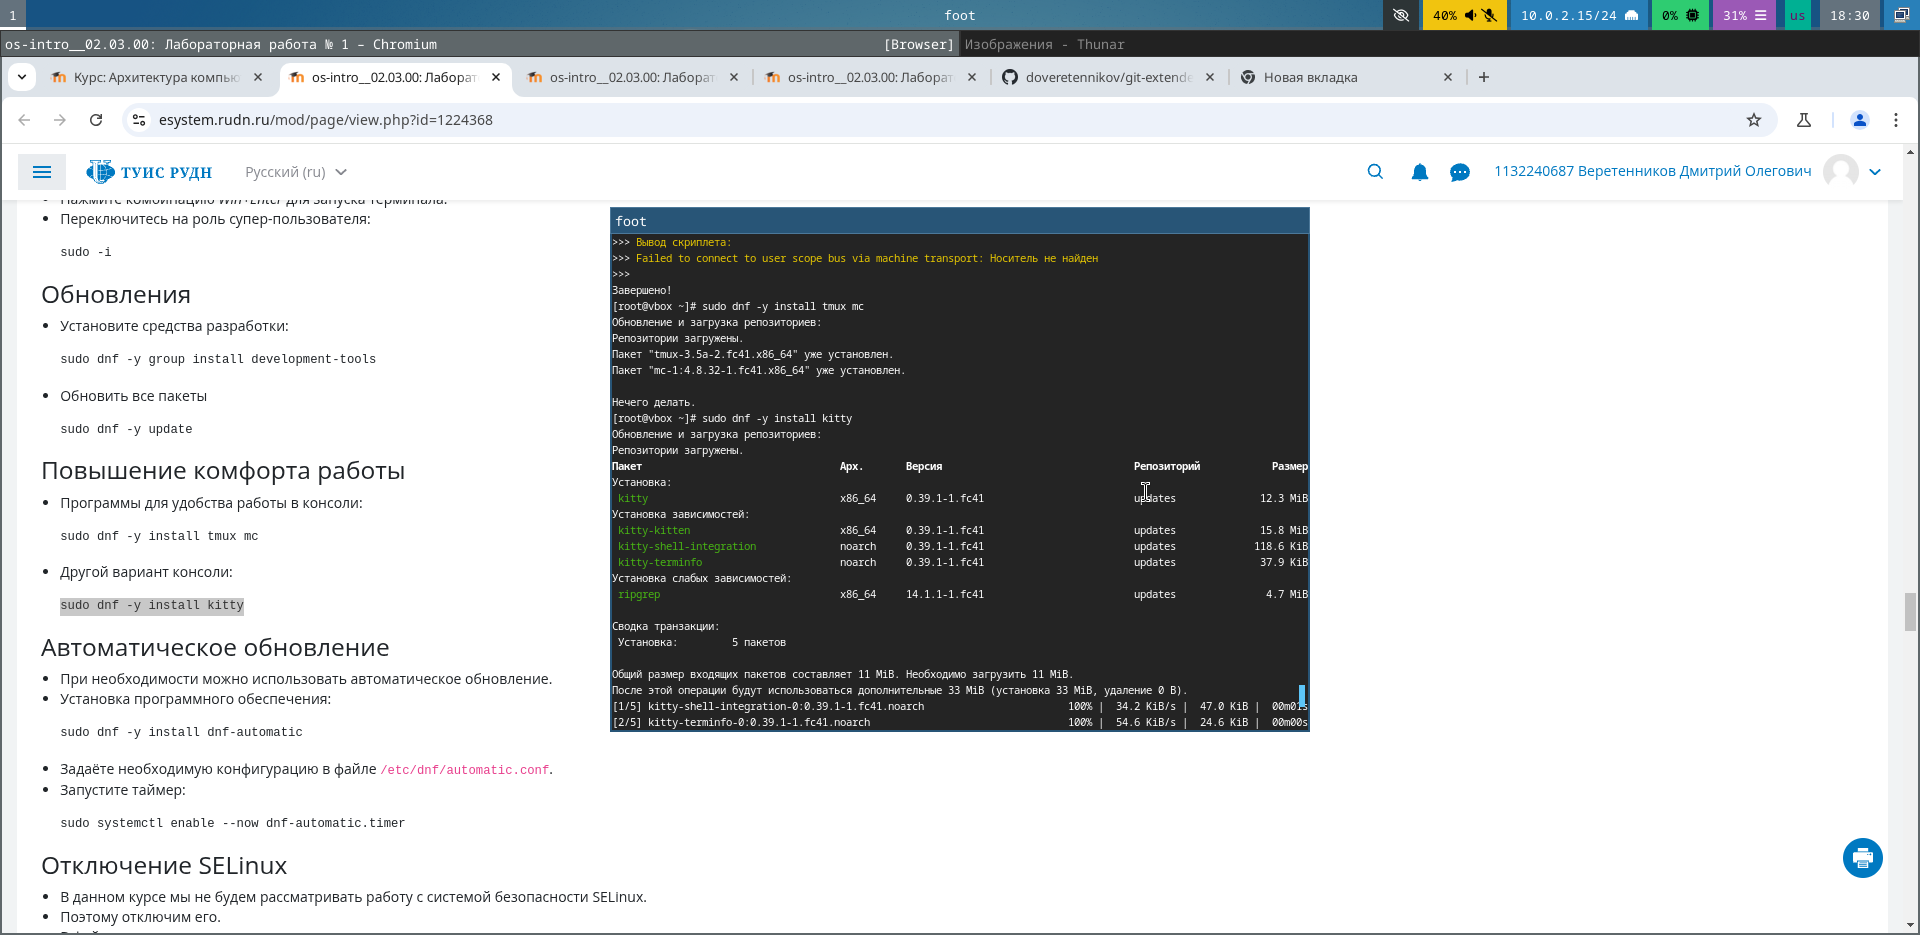 1 foot 40% 10.0.2.15/24 0% 31% us 18:30
os-intro__02.03.00: Лабораторная работа № 1 – Chromium [Browser] Изображения - Thunar
Курс: Архитектура компью os-intro__02.03.00: Лаборат os-intro__02.03.00: Лаборат os-intro__02.03.00: Лаборат doveretennikov/git-extende Новая вкладка
esystem.rudn.ru/mod/page/view.php?id=1224368
ТУИС РУДН Русский (ru) 1132240687 Веретенников Дмитрий Олегович
Нажмите комбинацию Win+Enter для запуска терминала.
Переключитесь на роль супер-пользователя:
sudo -i
Обновления
Установите средства разработки:
sudo dnf -y group install development-tools
Обновить все пакеты
sudo dnf -y update
Повышение комфорта работы
Программы для удобства работы в консоли:
sudo dnf -y install tmux mc
Другой вариант консоли:
sudo dnf -y install kitty
Автоматическое обновление
При необходимости можно использовать автоматическое обновление.
Установка программного обеспечения:
sudo dnf -y install dnf-automatic
Задаёте необходимую конфигурацию в файле /etc/dnf/automatic.conf.
Запустите таймер:
sudo systemctl enable --now dnf-automatic.timer
Отключение SELinux
В данном курсе мы не будем рассматривать работу с системой безопасности SELinux.
Поэтому отключим его.
foot
>>> Вывод скриплета:
>>> Failed to connect to user scope bus via machine transport: Носитель не найден
>>>
Завершено!
[root@vbox ~]# sudo dnf -y install tmux mc
Обновление и загрузка репозиториев:
Репозитории загружены.
Пакет "tmux-3.5a-2.fc41.x86_64" уже установлен.
Пакет "mc-1:4.8.32-1.fc41.x86_64" уже установлен.
Нечего делать.
[root@vbox ~]# sudo dnf -y install kitty
Обновление и загрузка репозиториев:
Репозитории загружены.
Пакет Арх. Версия Репозиторий Размер
Установка:
kitty x86_64 0.39.1-1.fc41 updates 12.3 MiB
Установка зависимостей:
kitty-kitten x86_64 0.39.1-1.fc41 updates 15.8 MiB
kitty-shell-integration noarch 0.39.1-1.fc41 updates 118.6 KiB
kitty-terminfo noarch 0.39.1-1.fc41 updates 37.9 KiB
Установка слабых зависимостей:
ripgrep x86_64 14.1.1-1.fc41 updates 4.7 MiB
Сводка транзакции:
Установка: 5 пакетов
Общий размер входящих пакетов составляет 11 MiB. Необходимо загрузить 11 MiB.
После этой операции будут использоваться дополнительные 33 MiB (установка 33 MiB, удаление 0 B).
[1/5] kitty-shell-integration-0:0.39.1-1.fc41.noarch 100% | 34.2 KiB/s | 47.0 KiB | 00m01s
[2/5] kitty-terminfo-0:0.39.1-1.fc41.noarch 100% | 54.6 KiB/s | 24.6 KiB | 00m00s